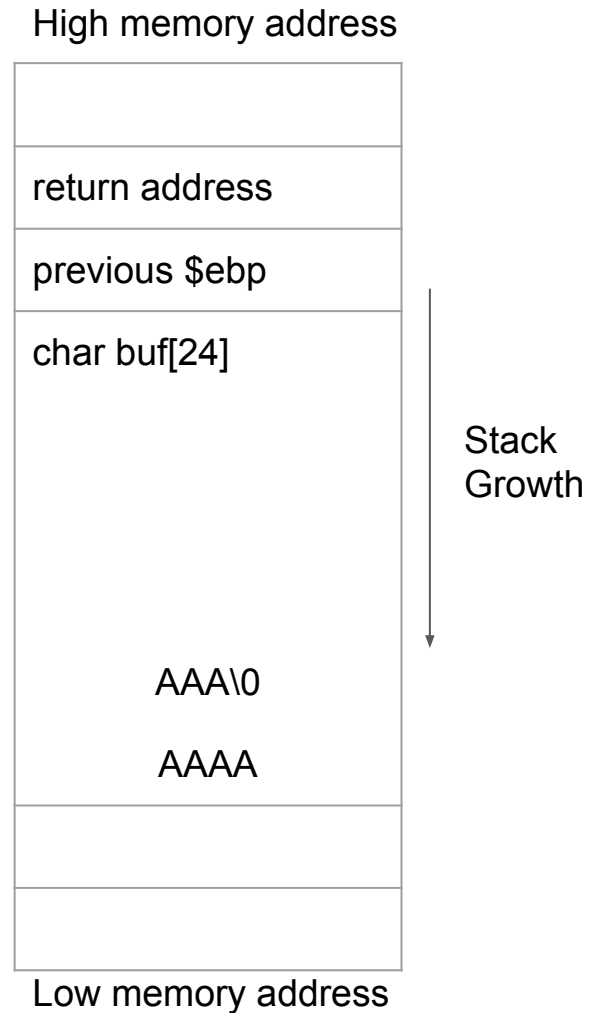 High memory address
return address
previous $ebp
char buf[24]
Stack
Growth
AAA\0
AAAA
Low memory address